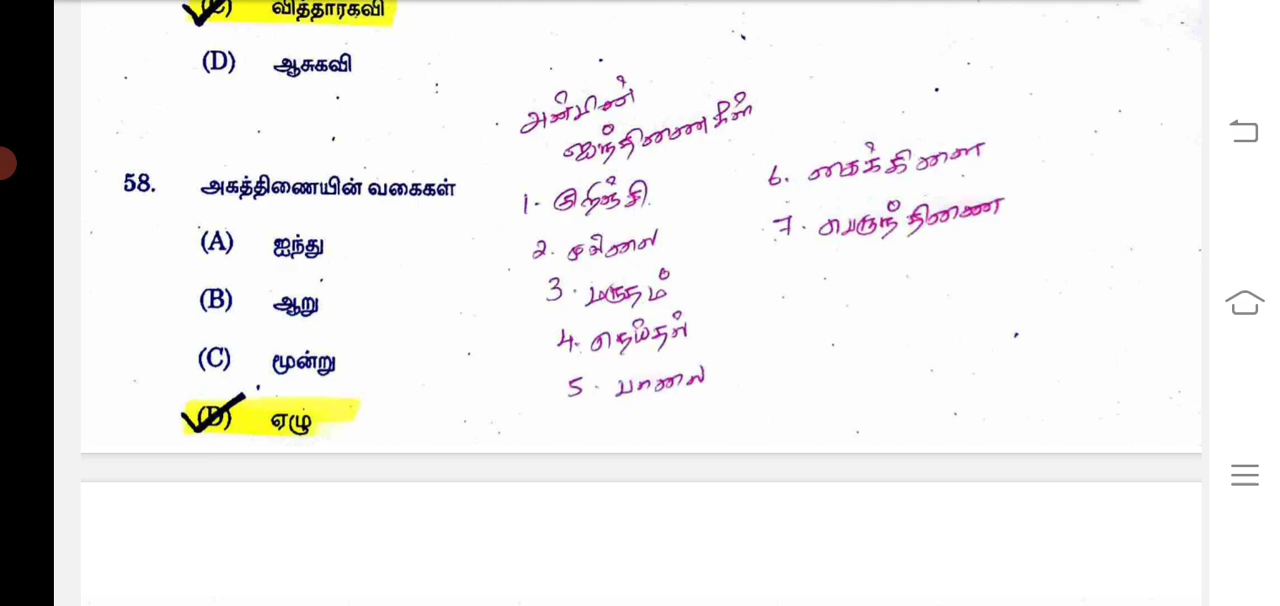 (C) வித்தாரகவி
(D) ஆசுகவி
58. அகத்திணையின் வகைகள்
(A) ஐந்து
(B) ஆறு
(C) மூன்று
(D) ஏழு
அன்பின்
ஐந்திணைகள்
1. குறிஞ்சி.
2. முல்லை
3. மருதம்
4. நெய்தல்
5. பாலை
6. கைக்கிளை
7. பெருந்திணை